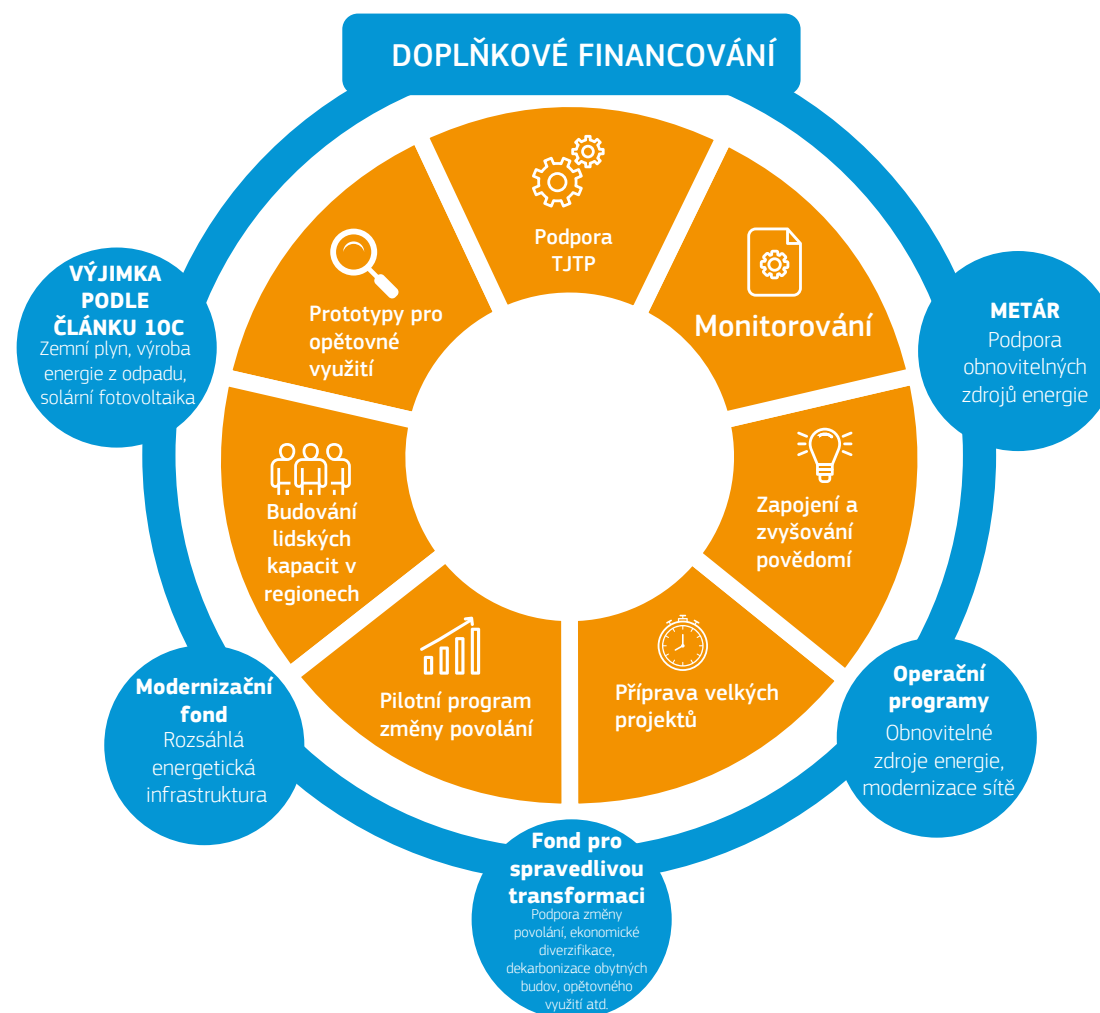 DOPLŇKOVÉ FINANCOVÁNÍ
Podpora
TJTP
Monitorování
Zapojení a
zvyšování
povědomí
Příprava velkých
projektů
Pilotní program
změny povolání
Budování
lidských
kapacit v
regionech
Prototypy pro
opětovné
využití
VÝJIMKA
PODLE
ČLÁNKU 10C
Zemní plyn, výroba
energie z odpadu,
solární fotovoltaika
METÁR
Podpora
obnovitelných
zdrojů energie
Operační
programy
Obnovitelné
zdroje energie,
modernizace sítě
Fond pro
spravedlivou
transformaci
Podpora změny
povolání, ekonomické
diverzifikace,
dekarbonizace obytných
budov, opětovného
využití atd.
Modernizační
fond
Rozsáhlá
energetická
infrastruktura